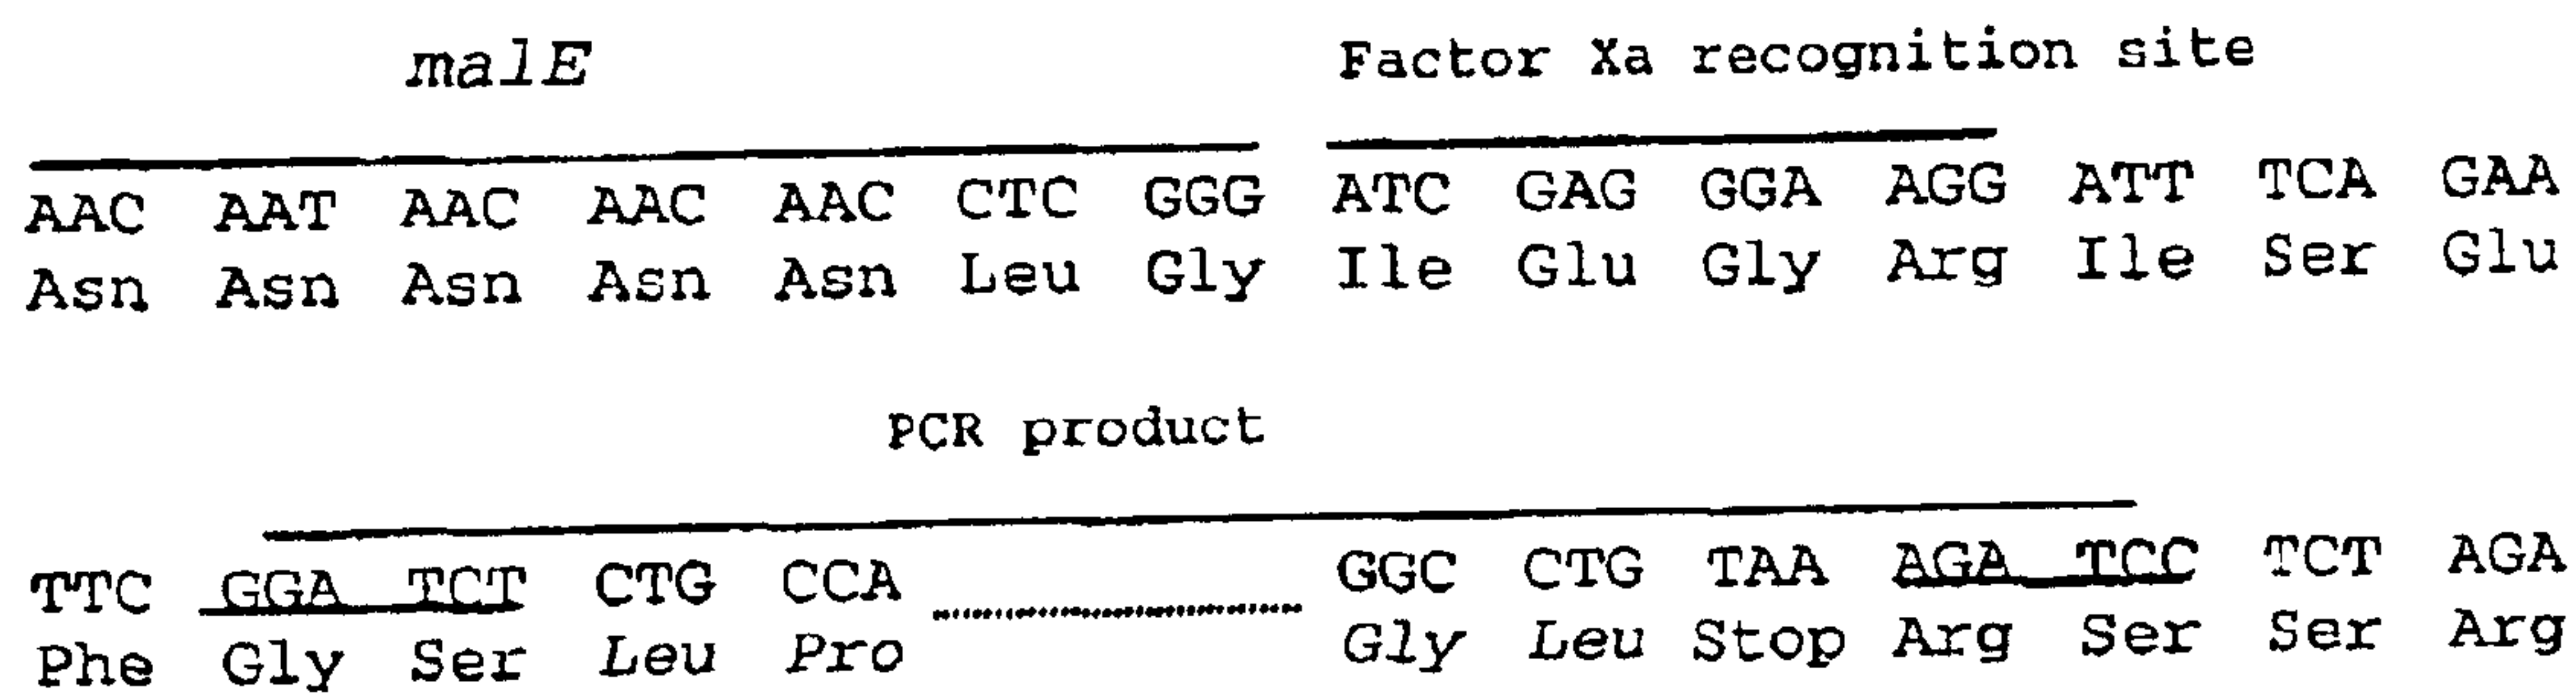 malE Factor Xa recognition site
AAC AAT AAC AAC AAC CTC GGG ATC GAG GGA AGG ATT TCA GAA
Asn Asn Asn Asn Asn Leu Gly Ile Glu Gly Arg Ile Ser Glu
PCR product
TTC GGA TCT CTG CCA GGC CTG TAA AGA TCC TCT AGA
Phe Gly Ser Leu Pro Gly Leu Stop Arg Ser Ser Arg